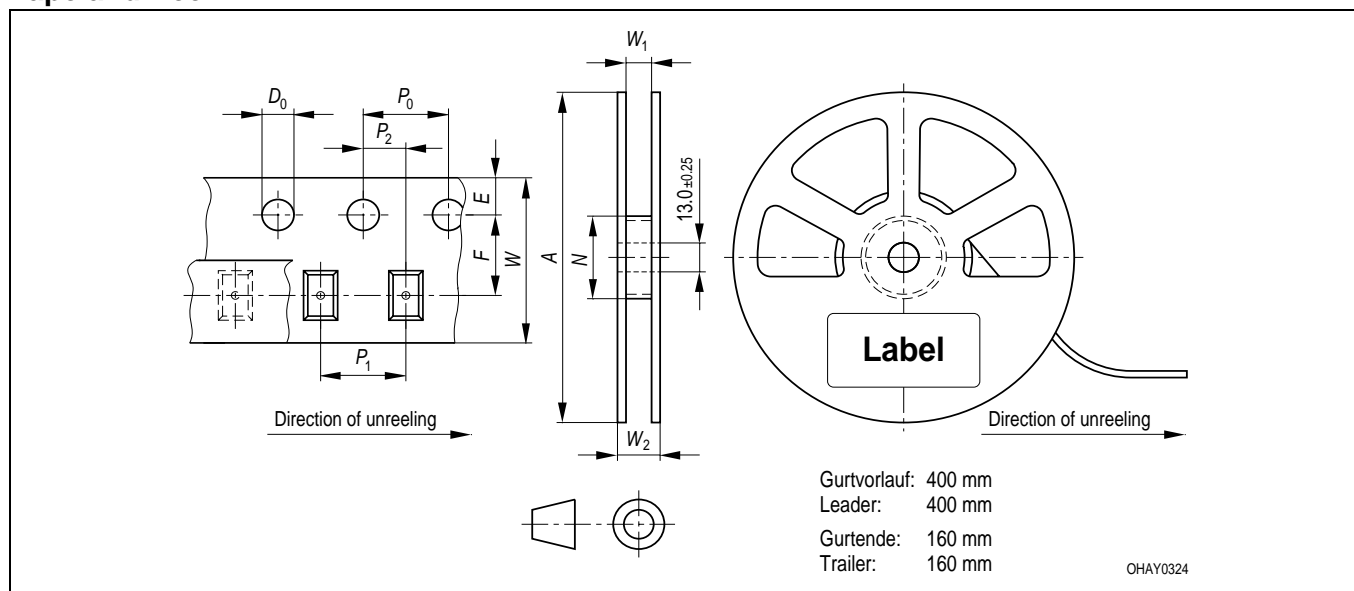 W1
D0
P0
P2
E
F
W
A
N
13.0 ±0.25
Label
P1
Direction of unreeling
W2
Direction of unreeling
Gurtvorlauf: 400 mm
Leader: 400 mm
Gurtende: 160 mm
Trailer: 160 mm
OHAY0324